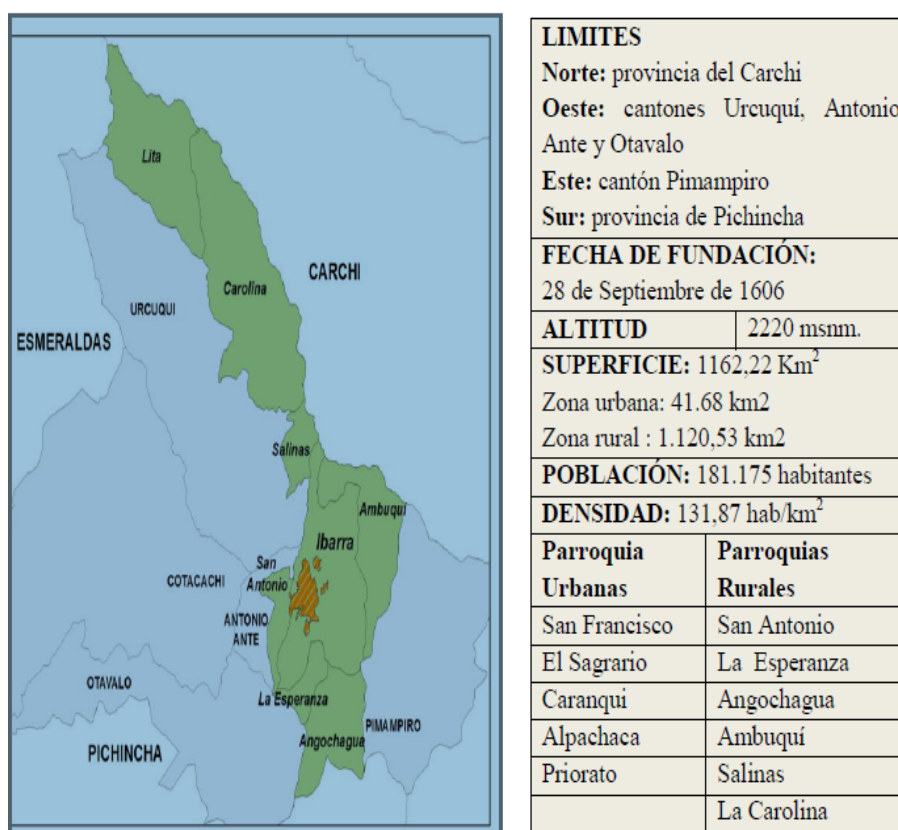 Lita
CARCHI
Carolina
URCUQUI
ESMERALDAS
Salinas
Ambuqui
Ibarra
San
Antonio
COTACACHI
ANTONIO
ANTE
OTAVALO
La Esperanza
PIMAMPIRO
Angochagua
PICHINCHA
LIMITES
Norte: provincia del Carchi
Oeste: cantones Urcuquí, Antonio
Ante y Otavalo
Este: cantón Pimampiro
Sur: provincia de Pichincha
FECHA DE FUNDACIÓN:
28 de Septiembre de 1606
ALTITUD 2220 msnm.
SUPERFICIE: 1162,22 Km²
Zona urbana: 41.68 km2
Zona rural : 1.120,53 km2
POBLACIÓN: 181.175 habitantes
DENSIDAD: 131,87 hab/km²
Parroquia Parroquias
Urbanas Rurales
San Francisco San Antonio
El Sagrario La Esperanza
Caranqui Angochagua
Alpachaca Ambuquí
Priorato Salinas
La Carolina